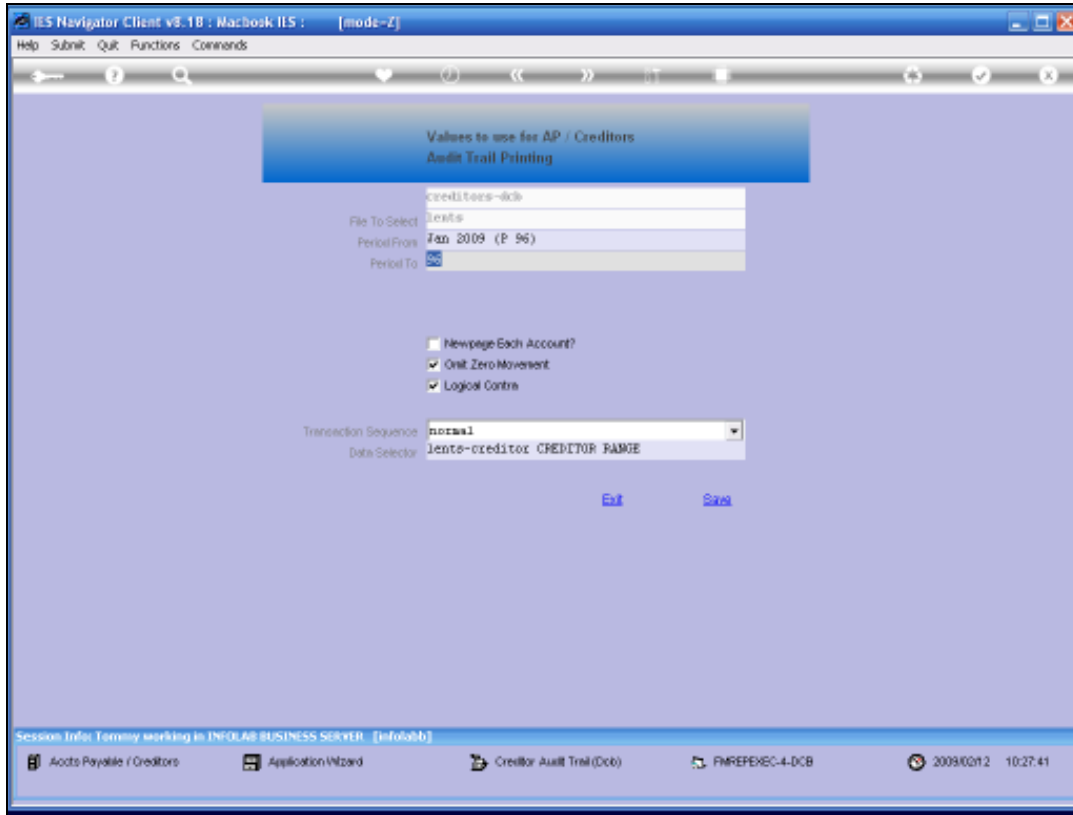 IES Navigator Client v8.18 : Macbook IES :      [mode-Z]
Help Submit Quit Functions Commands
Values to use for AP / Creditors
Audit Trail Printing
creditors-dcb
File To Select lents
Period From Jan 2009 (P 96)
Period To 96
Newpage Each Account?
Omit Zero Movement
Logical Contra
Transaction Sequence normal
Data Selector lents-creditor CREDITOR RANGE
Exit Save
Session Info: Tommy working in INFOLAB BUSINESS SERVER [infolabb]
Accts Payable / Creditors Application Wizard Creditor Audit Trail (Dcb) FMREPEXEC-4-DCB 2009/02/12 10:27:41